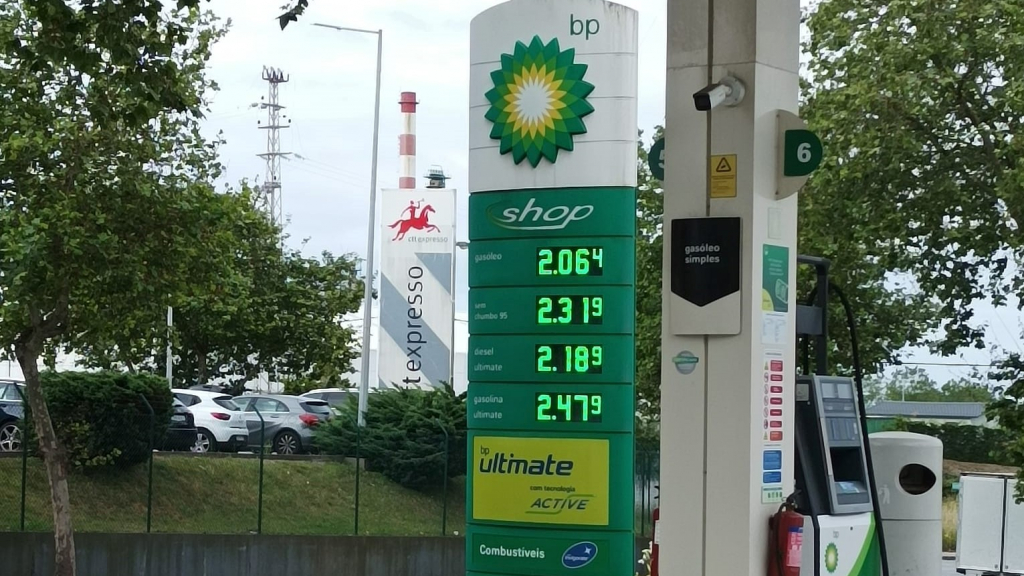 bp
shop
gasóleo
2.064
sem
chumbo 95
2.319
diesel
ultimate
2.189
gasolina
ultimate
2.479
bp
ultimate
com tecnologia
ACTIVE
Combustíveis
ctt expresso
expresso
6
gasóleo
simples
bp